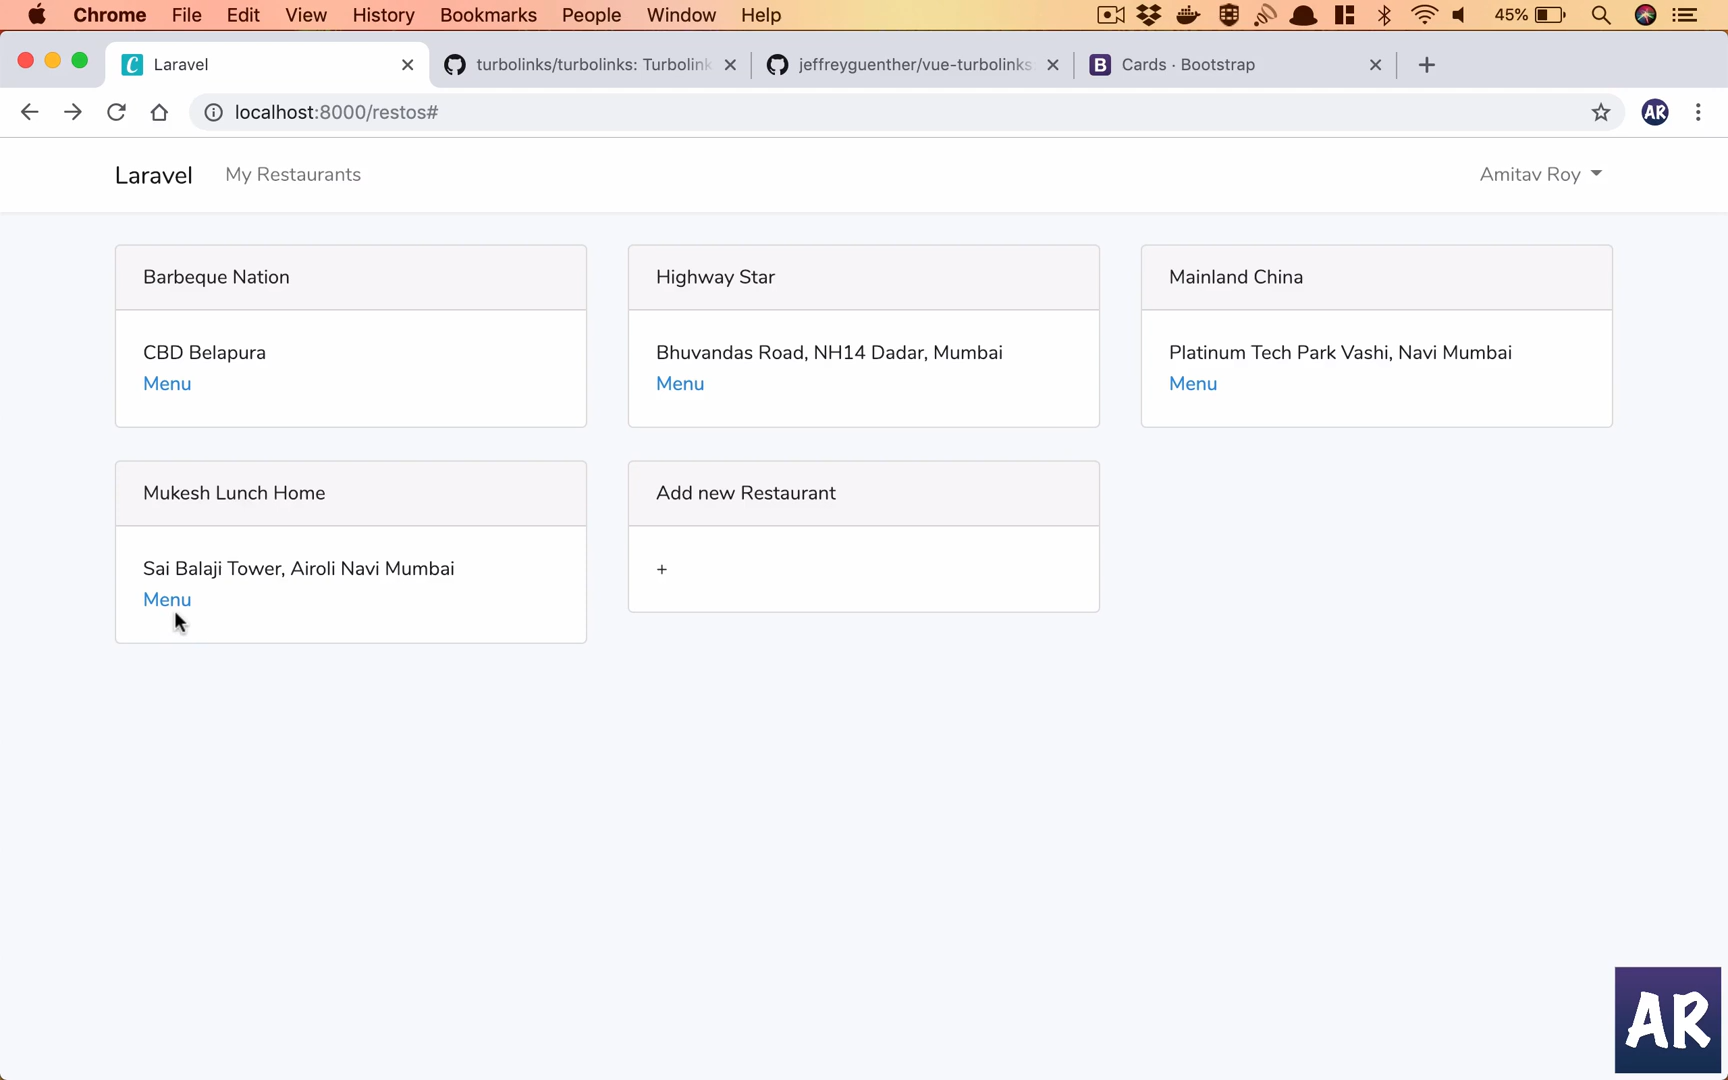 Chrome File Edit View History Bookmarks People Window Help 45%
Laravel turbolinks/turbolinks: Turbolink jeffreyguenther/vue-turbolinks: Cards · Bootstrap
localhost:8000/restos# AR
Laravel My Restaurants Amitav Roy
Barbeque Nation Highway Star Mainland China
CBD Belapura Bhuvandas Road, NH14 Dadar, Mumbai Platinum Tech Park Vashi, Navi Mumbai
Menu Menu Menu
Mukesh Lunch Home Add new Restaurant
Sai Balaji Tower, Airoli Navi Mumbai +
Menu
AR